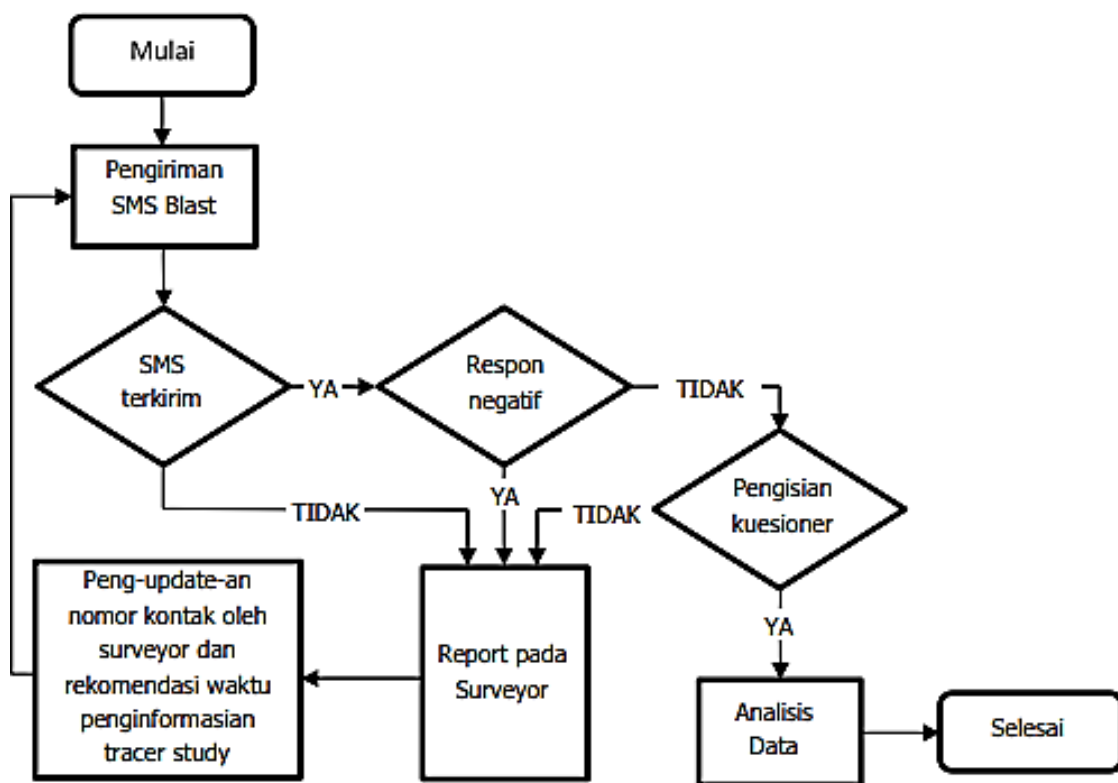 Mulai
Pengiriman
SMS Blast
SMS
terkirim
YA
Respon
negatif
TIDAK
YA
TIDAK
TIDAK
Pengisian
kuesioner
YA
Peng-update-an
nomor kontak oleh
surveyor dan
rekomendasi waktu
penginformasian
tracer study
Report pada
Surveyor
Analisis
Data
Selesai